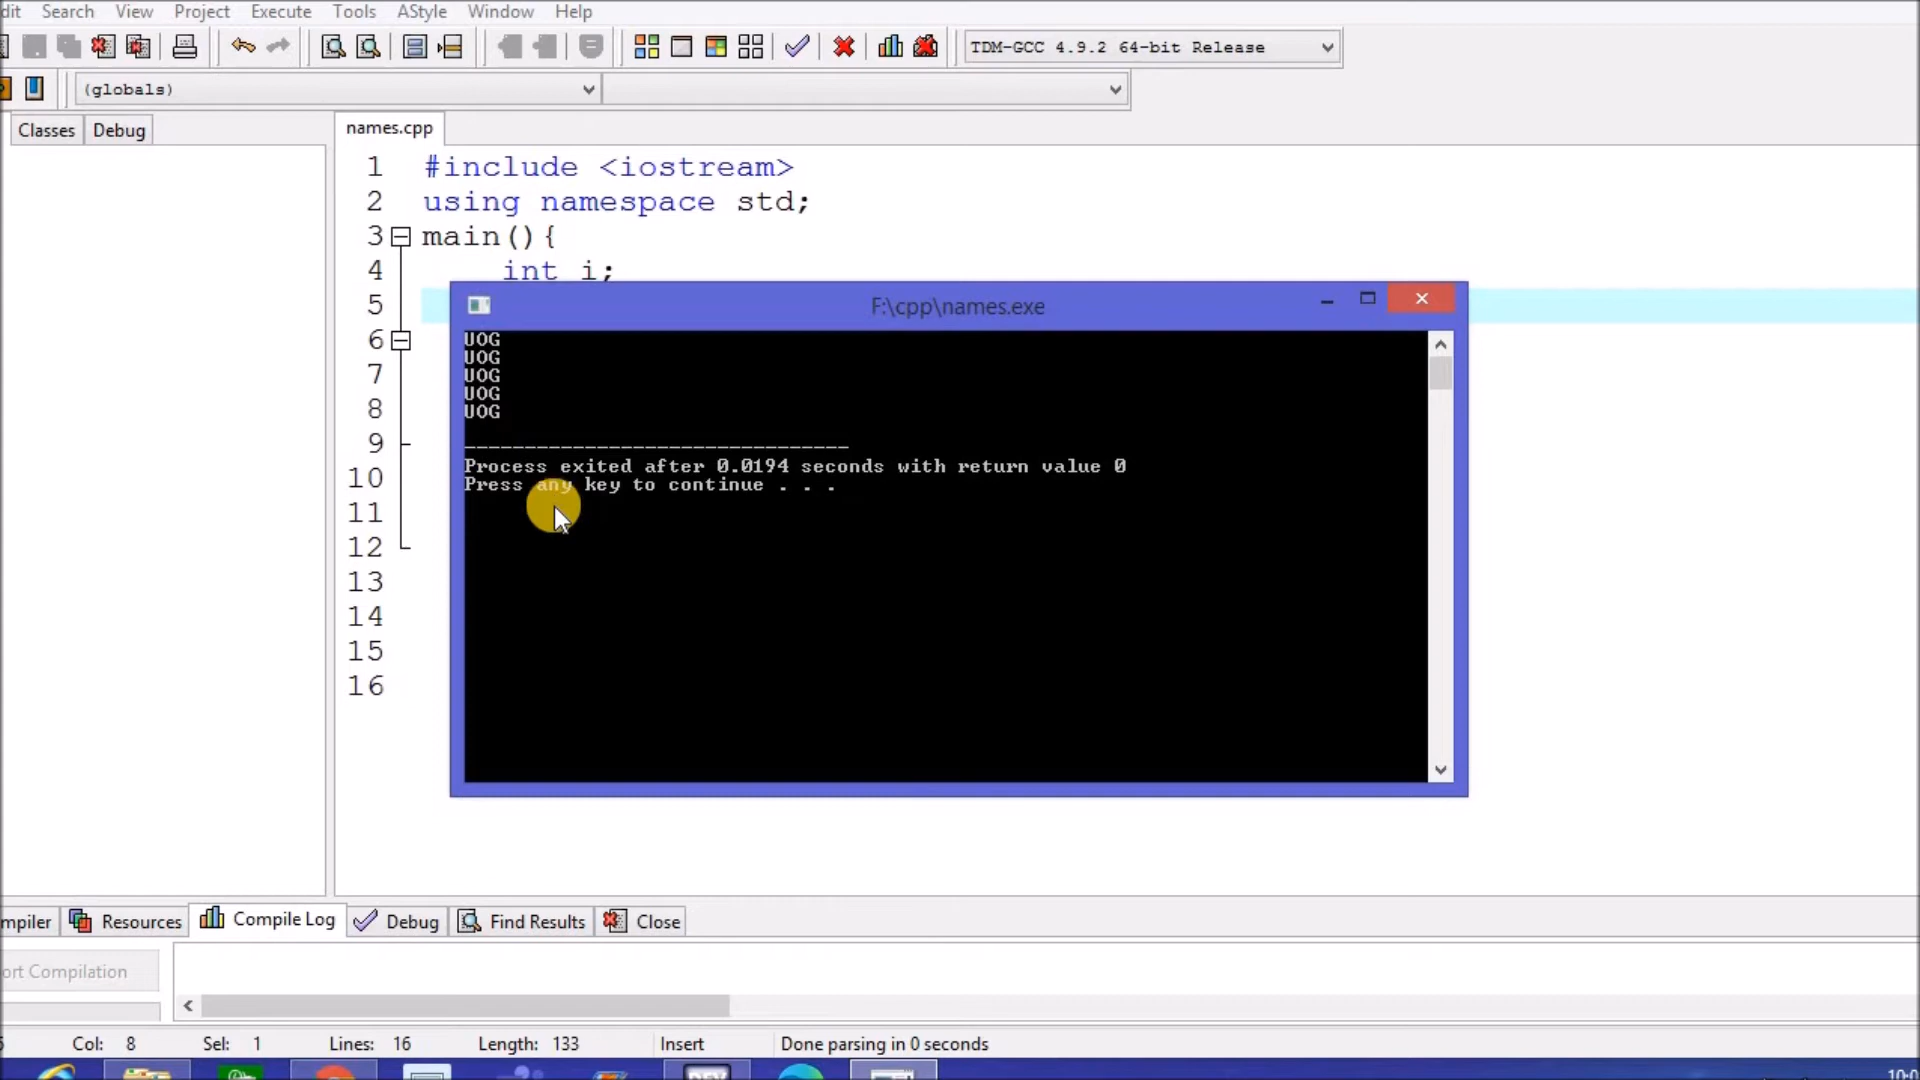 dit Search View Project Execute Tools AStyle Window Help
TDM-GCC 4.9.2 64-bit Release
(globals)
Classes Debug
names.cpp
1 #include <iostream>
2 using namespace std;
3 main(){
4 int i;
5
6
7
8
9
10
11
12
13
14
15
16
F:\cpp\names.exe
UOG
UOG
UOG
UOG
UOG
--------------------------------
Process exited after 0.0194 seconds with return value 0
Press any key to continue . . .
mpiler Resources Compile Log Debug Find Results Close
ort Compilation
Col: 8 Sel: 1 Lines: 16 Length: 133 Insert Done parsing in 0 seconds
DEV